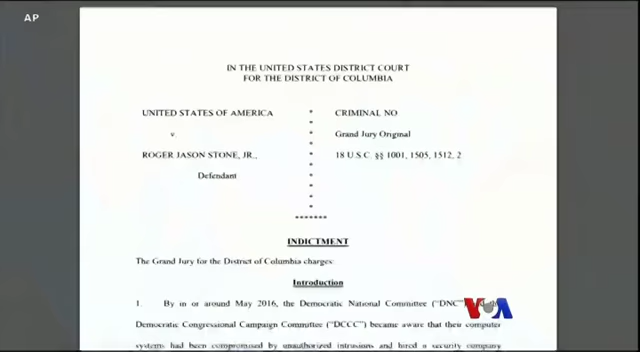 AP
IN THE UNITED STATES DISTRICT COURT
FOR THE DISTRICT OF COLUMBIA
UNITED STATES OF AMERICA * CRIMINAL NO
*
v. * Grand Jury Original
*
ROGER JASON STONE, JR., * 18 U.S.C. §§ 1001, 1505, 1512, 2
*
Defendant *
*
*
*
*******
INDICTMENT
The Grand Jury for the District of Columbia charges:
Introduction
1. By in or around May 2016, the Democratic National Committee ("DNC")
Democratic Congressional Campaign Committee ("DCCC") became aware that their computer
systems had been compromised by unauthorized intrusions and hired a security company
VOA